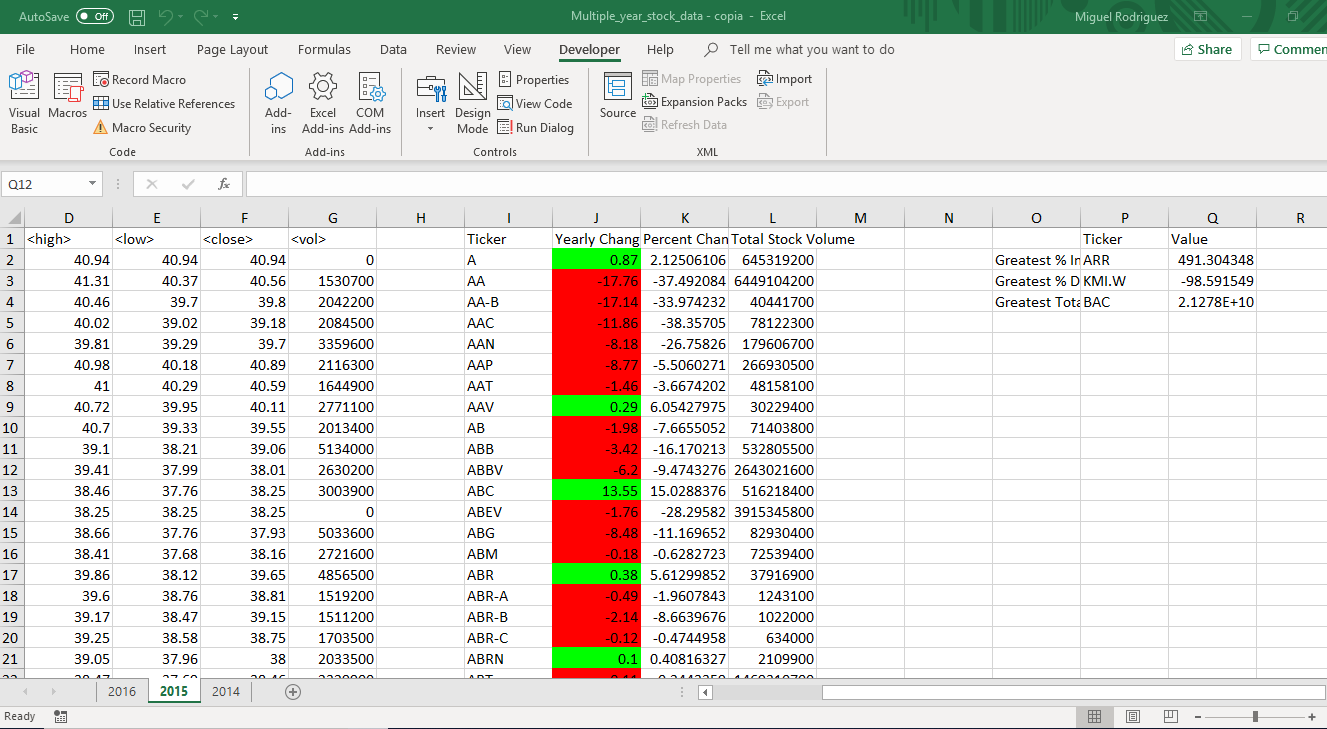 AutoSave Off Multiple_year_stock_data - copia - Excel Miguel Rodriguez
File Home Insert Page Layout Formulas Data Review View Developer Help Tell me what you want to do Share Commen
Visual Basic
Macros
Record Macro
Use Relative References
Macro Security
Code
Add-ins
Excel Add-ins
COM Add-ins
Add-ins
Insert
Design Mode
Properties
View Code
Run Dialog
Controls
Source
Map Properties
Expansion Packs
Refresh Data
Import
Export
XML
Q12 fx
D E F G H I J K L M N O P Q R
1 <high> <low> <close> <vol> Ticker Yearly Chang Percent Chan Total Stock Volume Ticker Value
2 40.94 40.94 40.94 0 A 0.87 2.12506106 645319200 Greatest % In ARR 491.304348
3 41.31 40.37 40.56 1530700 AA -17.76 -37.492084 6449104200 Greatest % D KMI.W -98.591549
4 40.46 39.7 39.8 2042200 AA-B -17.14 -33.974232 40441700 Greatest Tota BAC 2.1278E+10
5 40.02 39.02 39.18 2084500 AAC -11.86 -38.35705 78122300
6 39.81 39.29 39.7 3359600 AAN -8.18 -26.75826 179606700
7 40.98 40.18 40.89 2116300 AAP -8.77 -5.5060271 266930500
8 41 40.29 40.59 1644900 AAT -1.46 -3.6674202 48158100
9 40.72 39.95 40.11 2771100 AAV 0.29 6.05427975 30229400
10 40.7 39.33 39.55 2013400 AB -1.98 -7.6655052 71403800
11 39.1 38.21 39.06 5134000 ABB -3.42 -16.170213 532805500
12 39.41 37.99 38.01 2630200 ABBV -6.2 -9.4743276 2643021600
13 38.46 37.76 38.25 3003900 ABC 13.55 15.0288376 516218400
14 38.25 38.25 38.25 0 ABEV -1.76 -28.29582 3915345800
15 38.66 37.76 37.93 5033600 ABG -8.48 -11.169652 82930400
16 38.41 37.68 38.16 2721600 ABM -0.18 -0.6282723 72539400
17 39.86 38.12 39.65 4856500 ABR 0.38 5.61299852 37916900
18 39.6 38.76 38.81 1519200 ABR-A -0.49 -1.9607843 1243100
19 39.17 38.47 39.15 1511200 ABR-B -2.14 -8.6639676 1022000
20 39.25 38.58 38.75 1703500 ABR-C -0.12 -0.4744958 634000
21 39.05 37.96 38 2033500 ABRN 0.1 0.40816327 2109900
2016 2015 2014
Ready